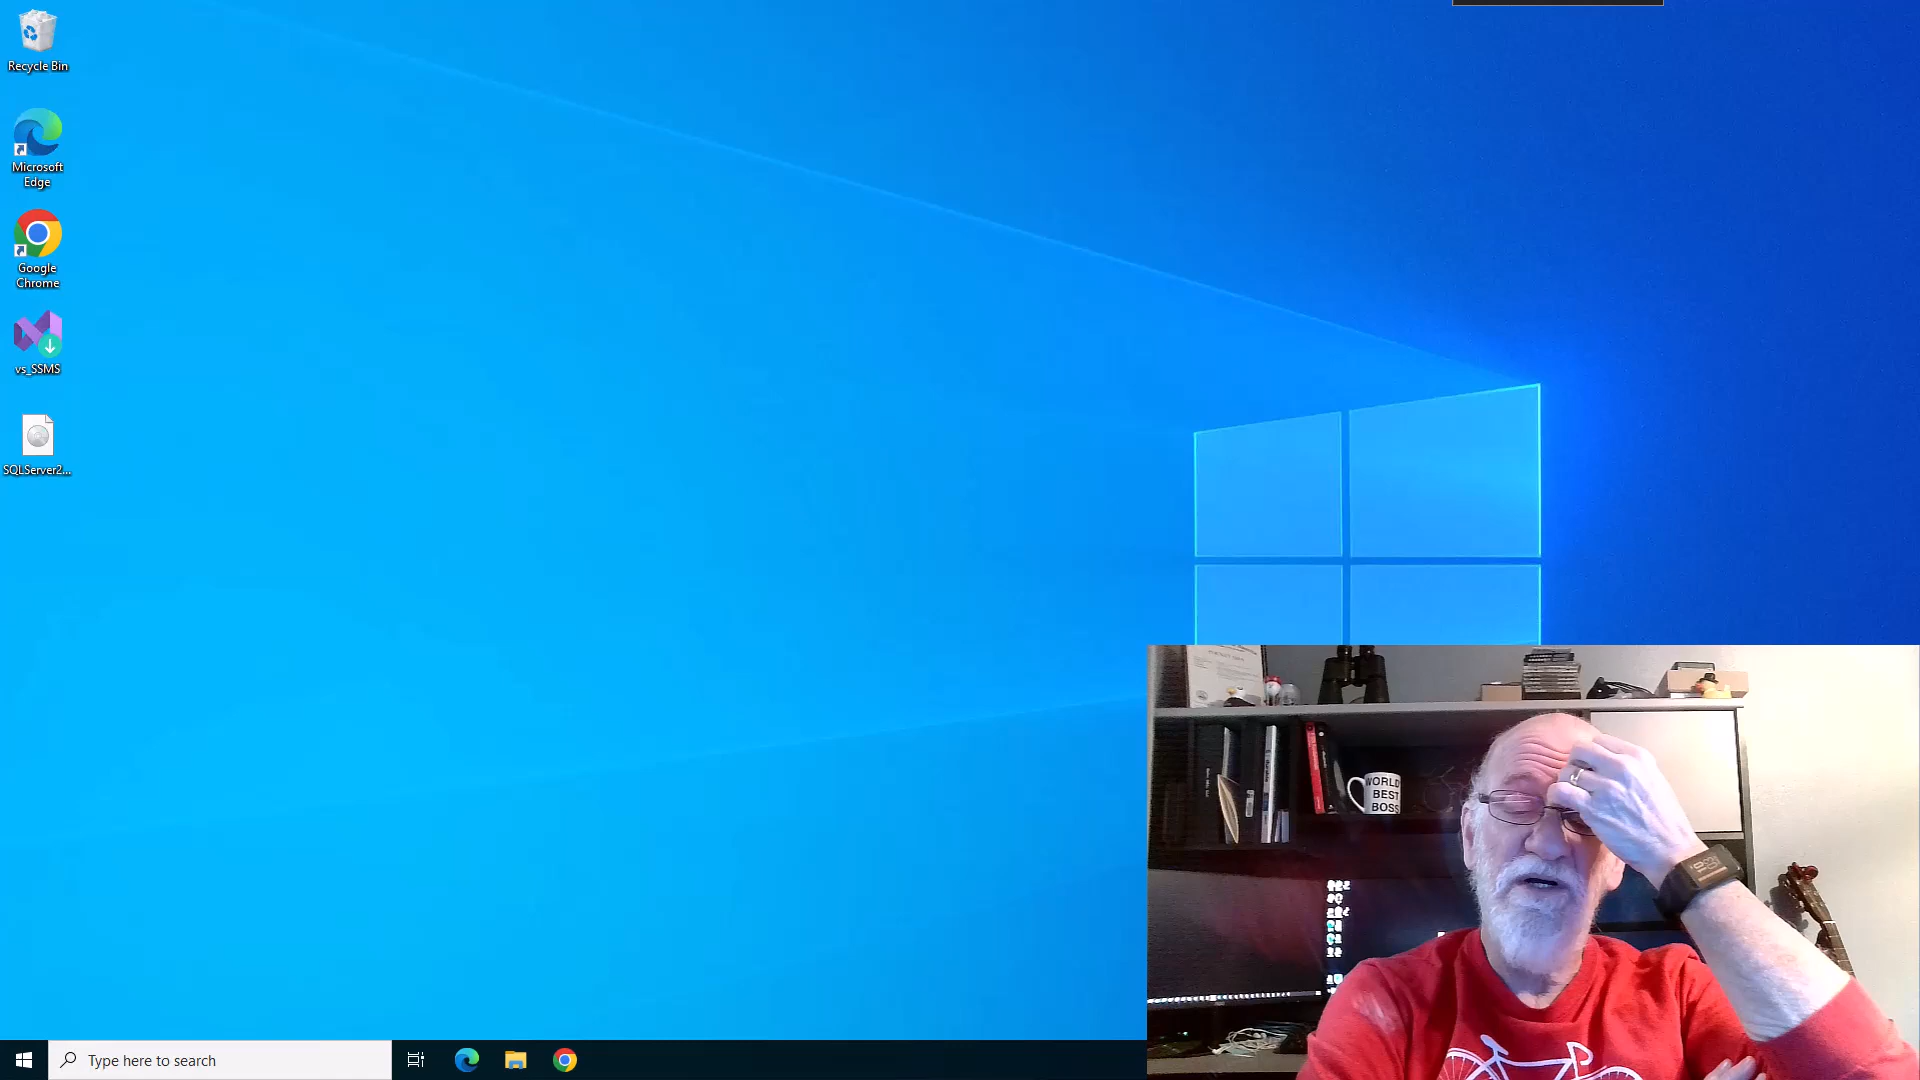 Recycle Bin
Microsoft
Edge
Google
Chrome
vs_SSMS
SQLServer2...
Type here to search
WORLD
BEST
BOSS